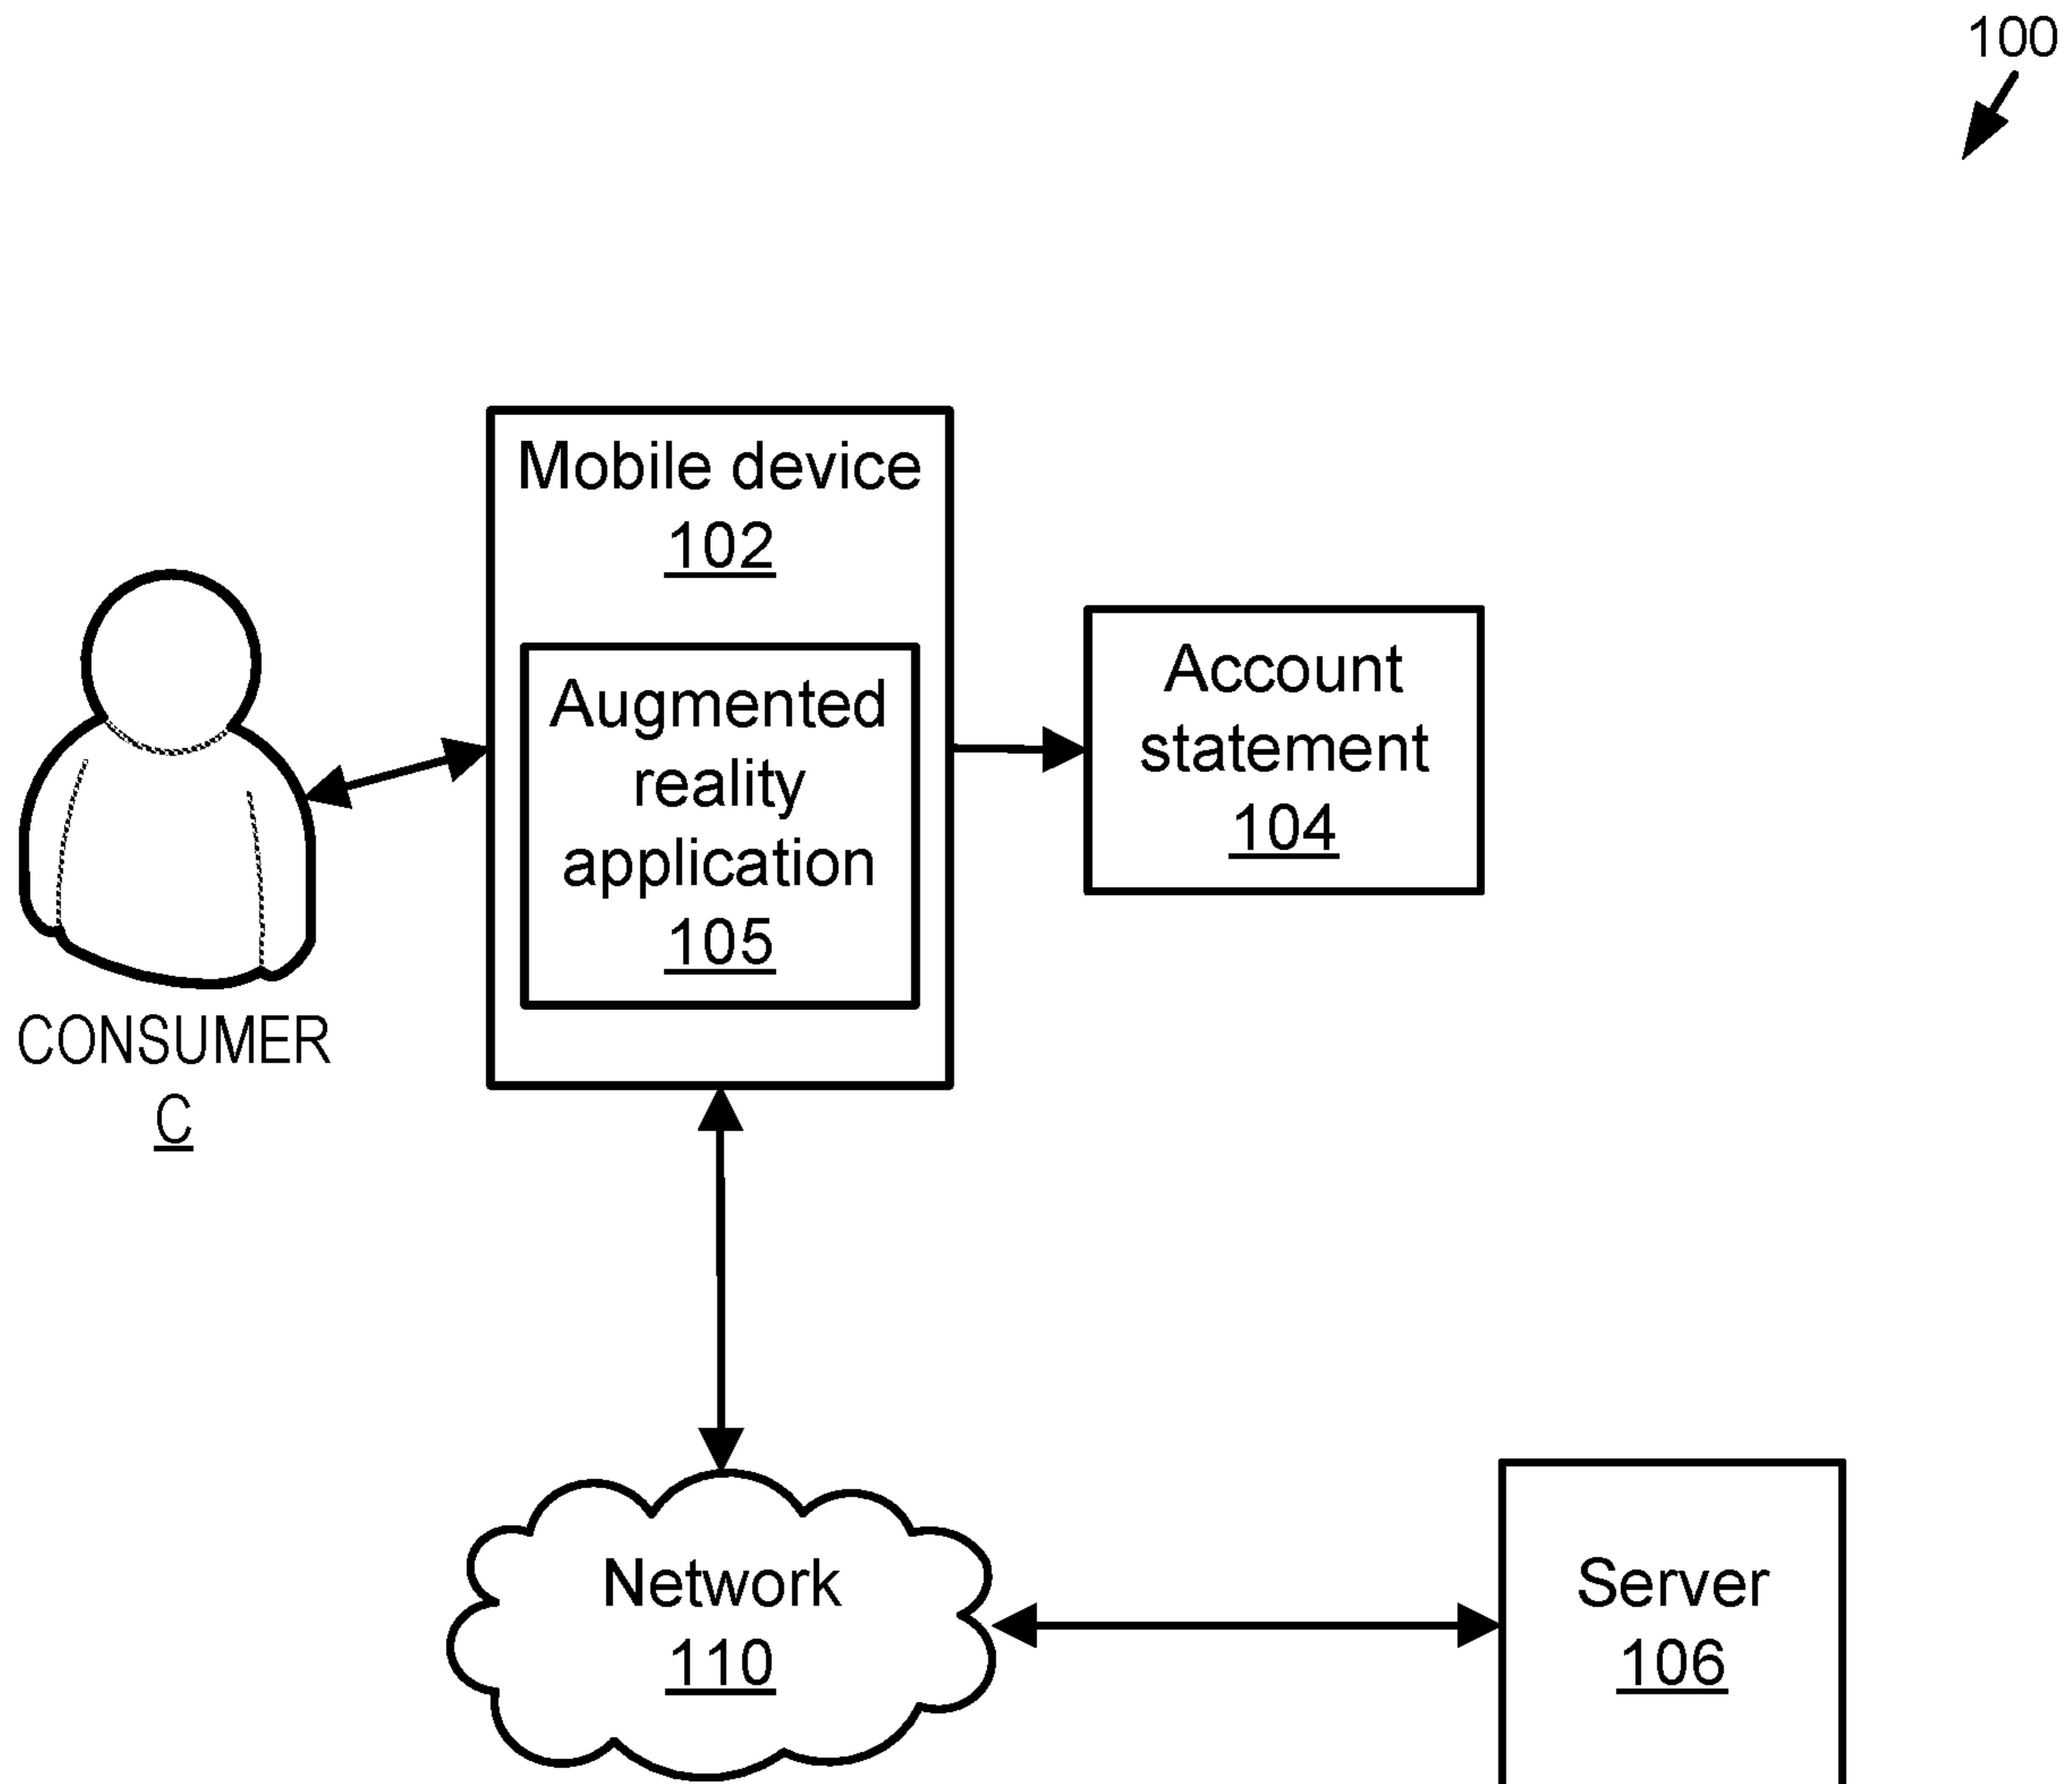 100
Mobile device
102
Augmented
reality
application
105
Account
statement
104
CONSUMER
C
Network
110
Server
106